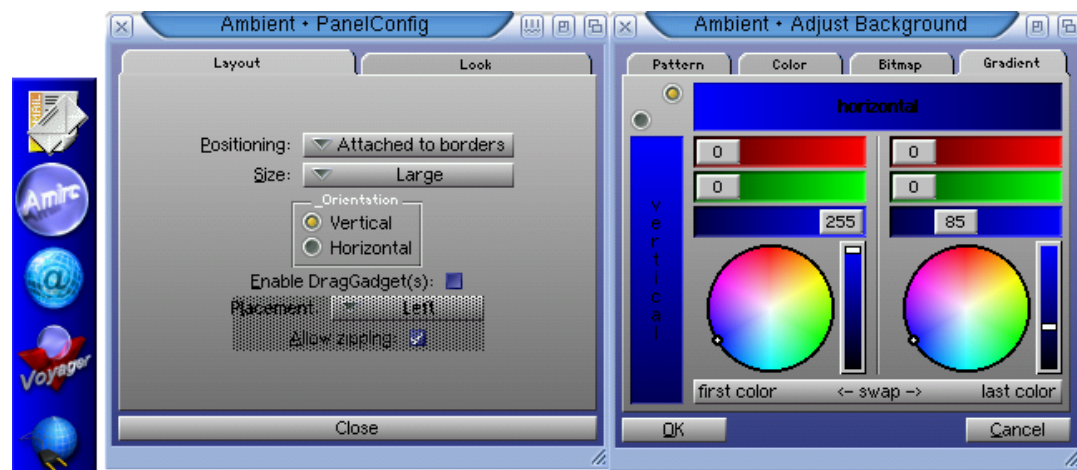 Ambient • PanelConfig
Layout
Look
Positioning: Attached to borders
Size: Large
_Orientation
Vertical
Horizontal
Enable DragGadget(s):
Placement: Left
Allow zipping:
Close
Ambient • Adjust Background
Pattern
Color
Bitmap
Gradient
horizontal
vertical
0
0
0
0
255
85
first color <- swap -> last color
OK
Cancel
MAIL
Amirc
@
Voyager